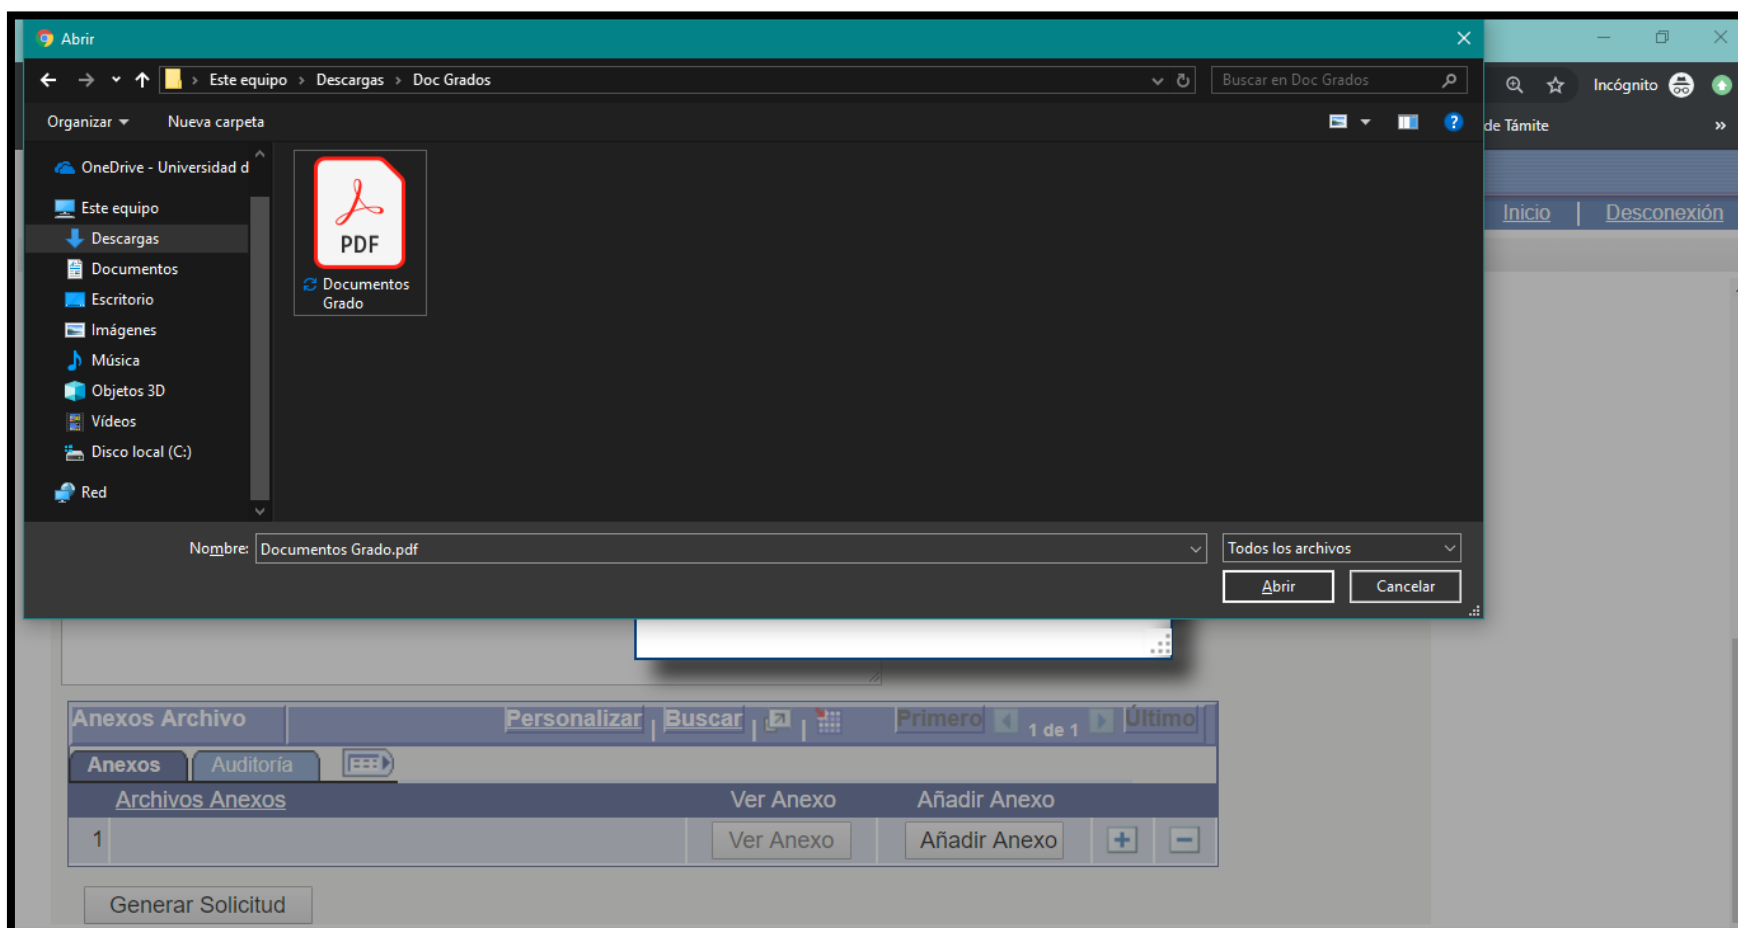 Abrir
Este equipo > Descargas > Doc Grados
Buscar en Doc Grados
Incógnito
Organizar
Nueva carpeta
de Támite
»
OneDrive - Universidad d
Este equipo
Descargas
Documentos
Escritorio
Imágenes
Música
Objetos 3D
Vídeos
Disco local (C:)
Red
PDF
Documentos
Grado
Inicio | Desconexión
Nombre: Documentos Grado.pdf
Todos los archivos
Abrir
Cancelar
Anexos Archivo
Personalizar | Buscar | | Primero 1 de 1 Último
Anexos
Auditoría
Archivos Anexos
Ver Anexo
Añadir Anexo
1
Ver Anexo
Añadir Anexo
Generar Solicitud